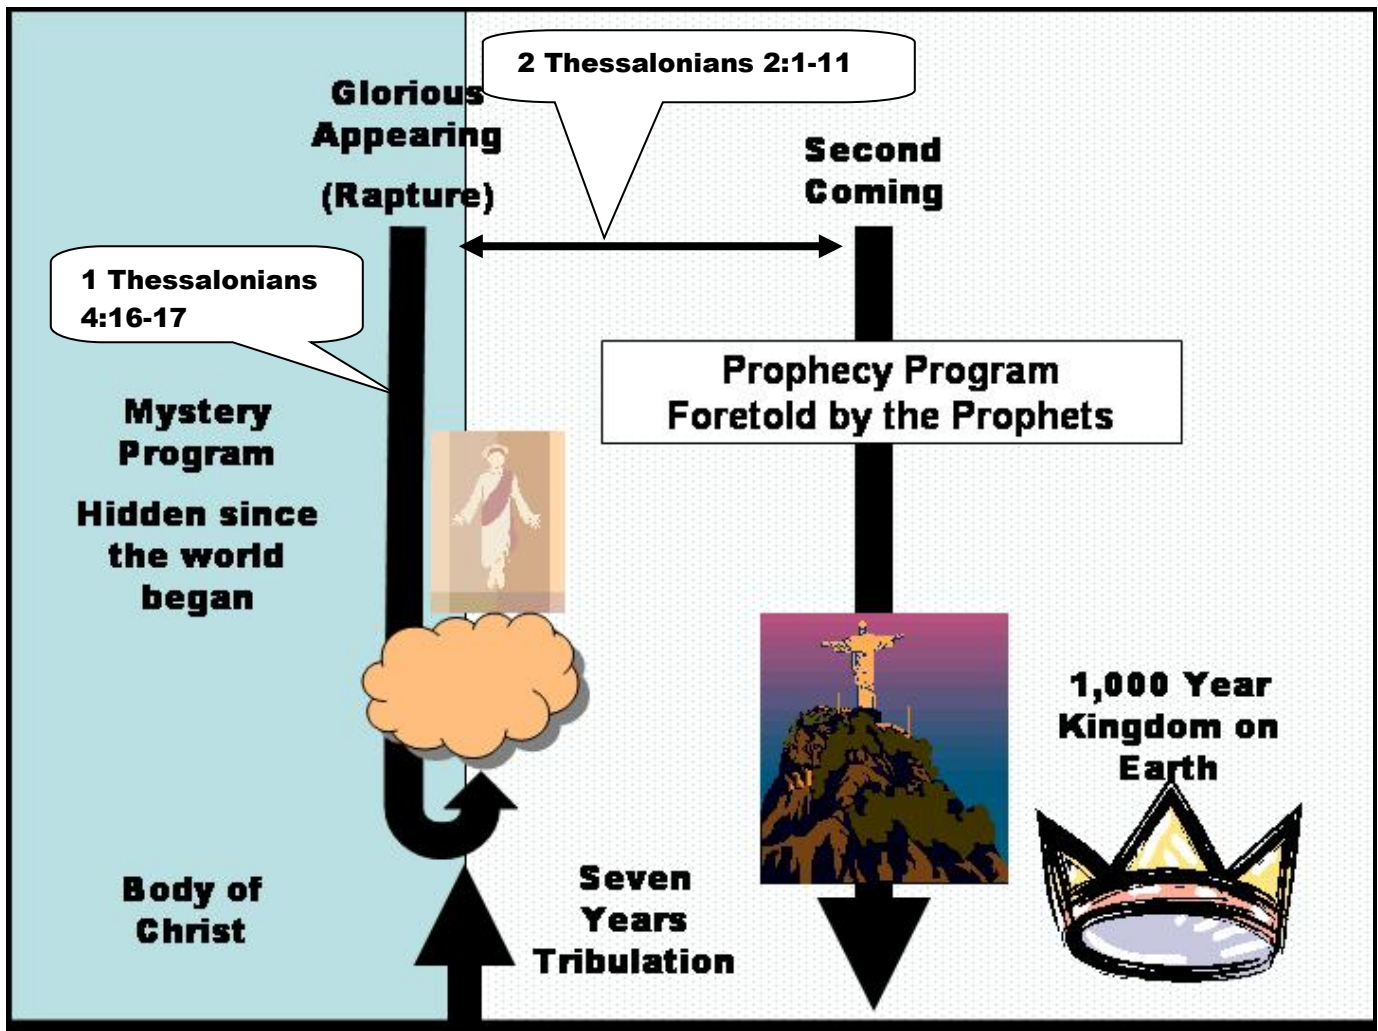 2 Thessalonians 2:1-11
Glorious
Appearing
(Rapture)
Second
Coming
1 Thessalonians
4:16-17
Prophecy Program
Foretold by the Prophets
Mystery
Program
Hidden since
the world
began
1,000 Year
Kingdom on
Earth
Body of
Christ
Seven
Years
Tribulation